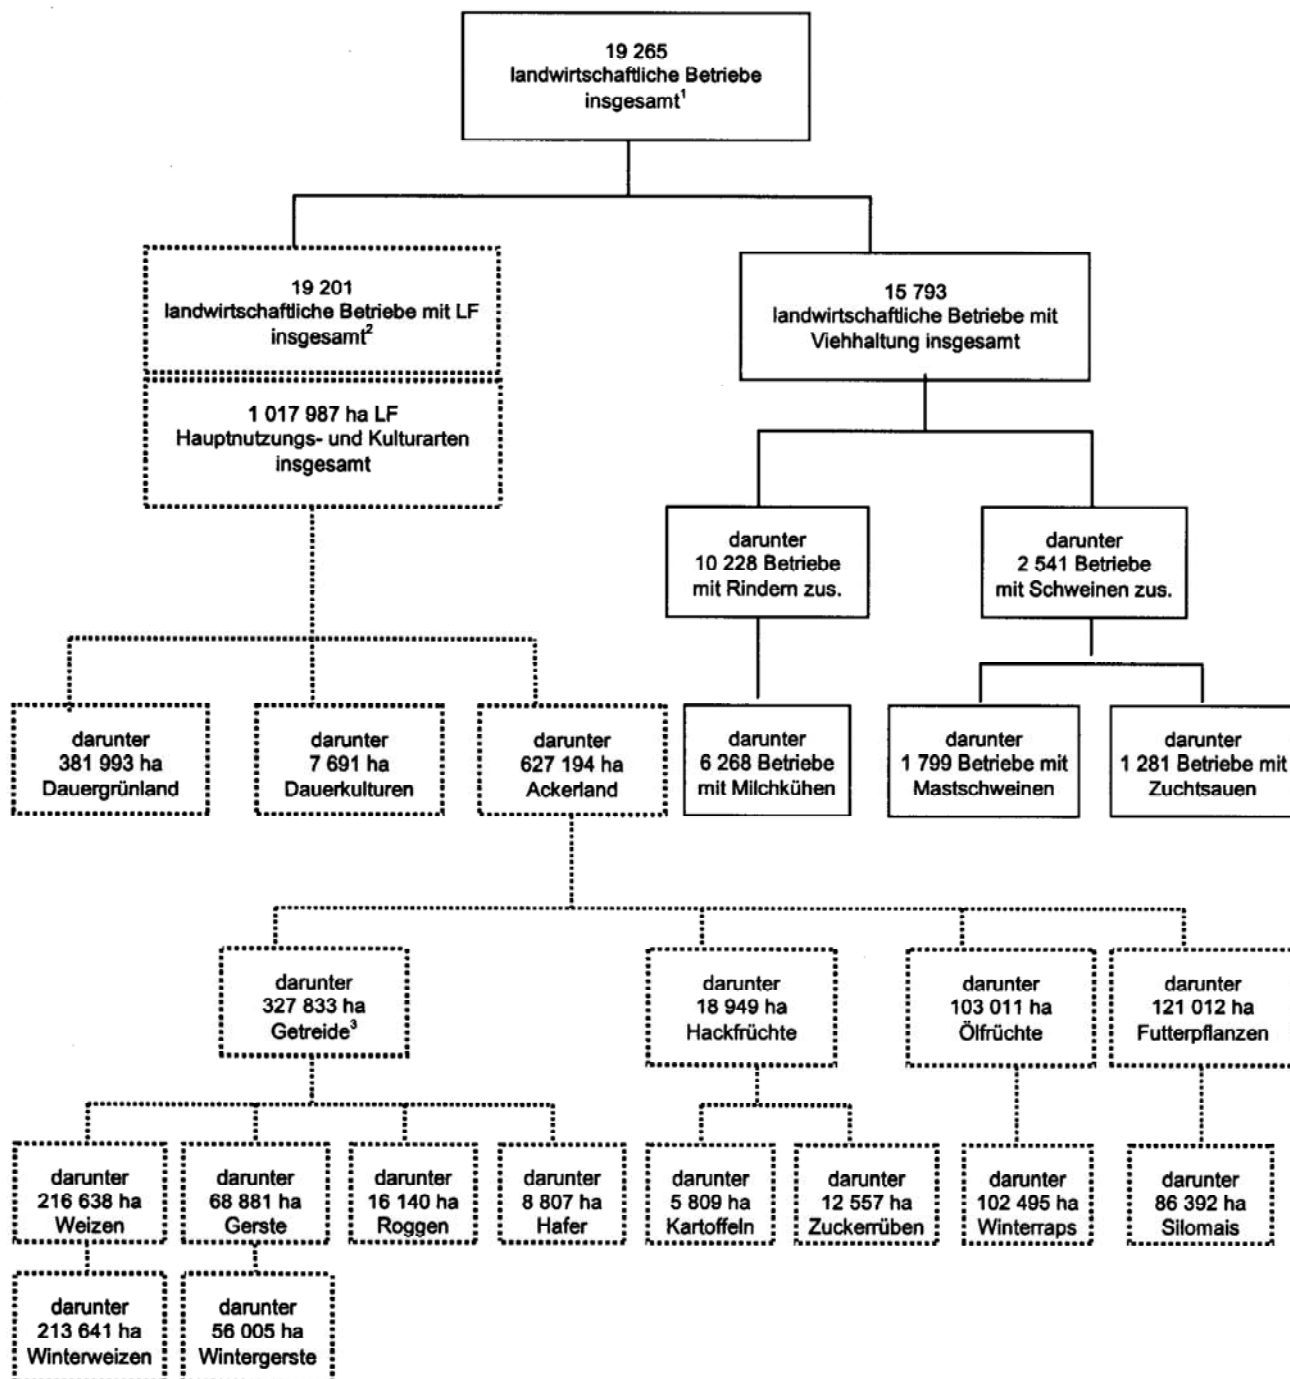 19 265
landwirtschaftliche Betriebe
insgesamt¹
19 201
landwirtschaftliche Betriebe mit LF
insgesamt²
15 793
landwirtschaftliche Betriebe mit
Viehhaltung insgesamt
1 017 987 ha LF
Hauptnutzungs- und Kulturarten
insgesamt
darunter
10 228 Betriebe
mit Rindern zus.
darunter
2 541 Betriebe
mit Schweinen zus.
darunter
381 993 ha
Dauergrünland
darunter
7 691 ha
Dauerkulturen
darunter
627 194 ha
Ackerland
darunter
6 268 Betriebe
mit Milchkühen
darunter
1 799 Betriebe mit
Mastschweinen
darunter
1 281 Betriebe mit
Zuchtsauen
darunter
327 833 ha
Getreide³
darunter
18 949 ha
Hackfrüchte
darunter
103 011 ha
Ölfrüchte
darunter
121 012 ha
Futterpflanzen
darunter
216 638 ha
Weizen
darunter
68 881 ha
Gerste
darunter
16 140 ha
Roggen
darunter
8 807 ha
Hafer
darunter
5 809 ha
Kartoffeln
darunter
12 557 ha
Zuckerrüben
darunter
102 495 ha
Winterraps
darunter
86 392 ha
Silomais
darunter
213 641 ha
Winterweizen
darunter
56 005 ha
Wintergerste